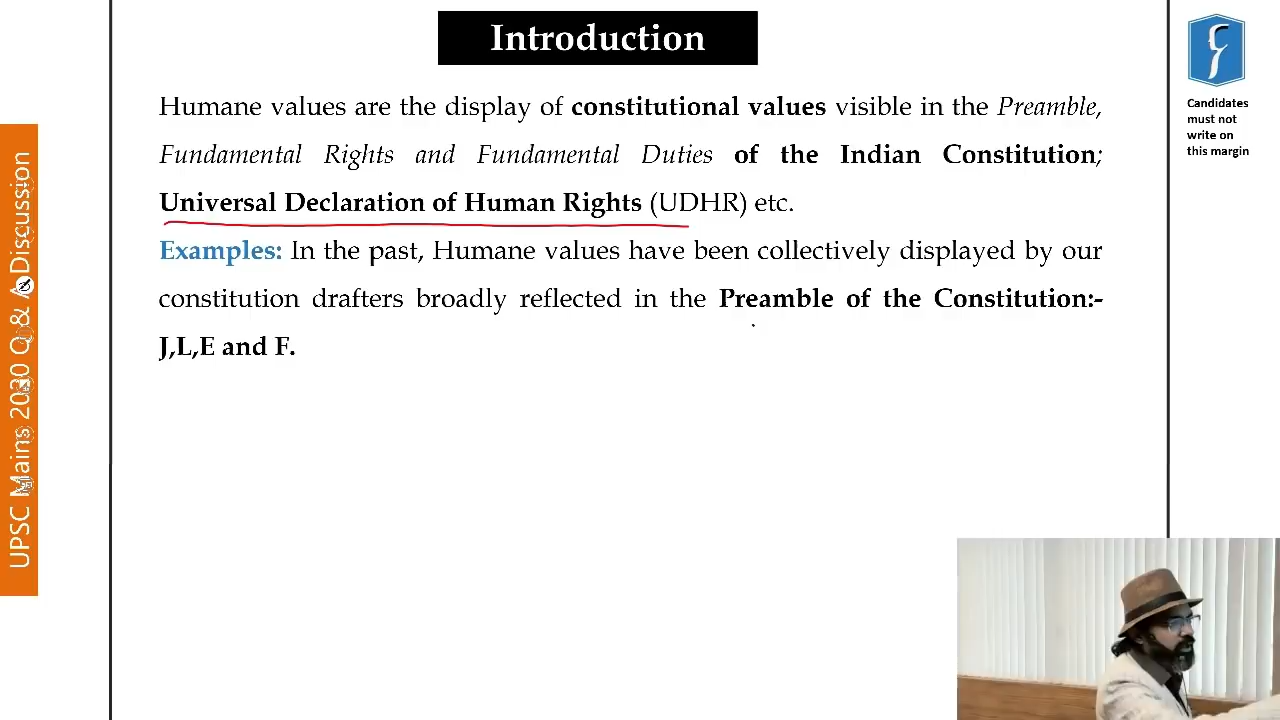 Introduction
Humane values are the display of constitutional values visible in the Preamble,
Fundamental Rights and Fundamental Duties of the Indian Constitution;
Universal Declaration of Human Rights (UDHR) etc.
Examples: In the past, Humane values have been collectively displayed by our
constitution drafters broadly reflected in the Preamble of the Constitution:-
J,L,E and F.
Candidates
must not
write on
this margin
UPSC Mains 2020 Q & A Discussion